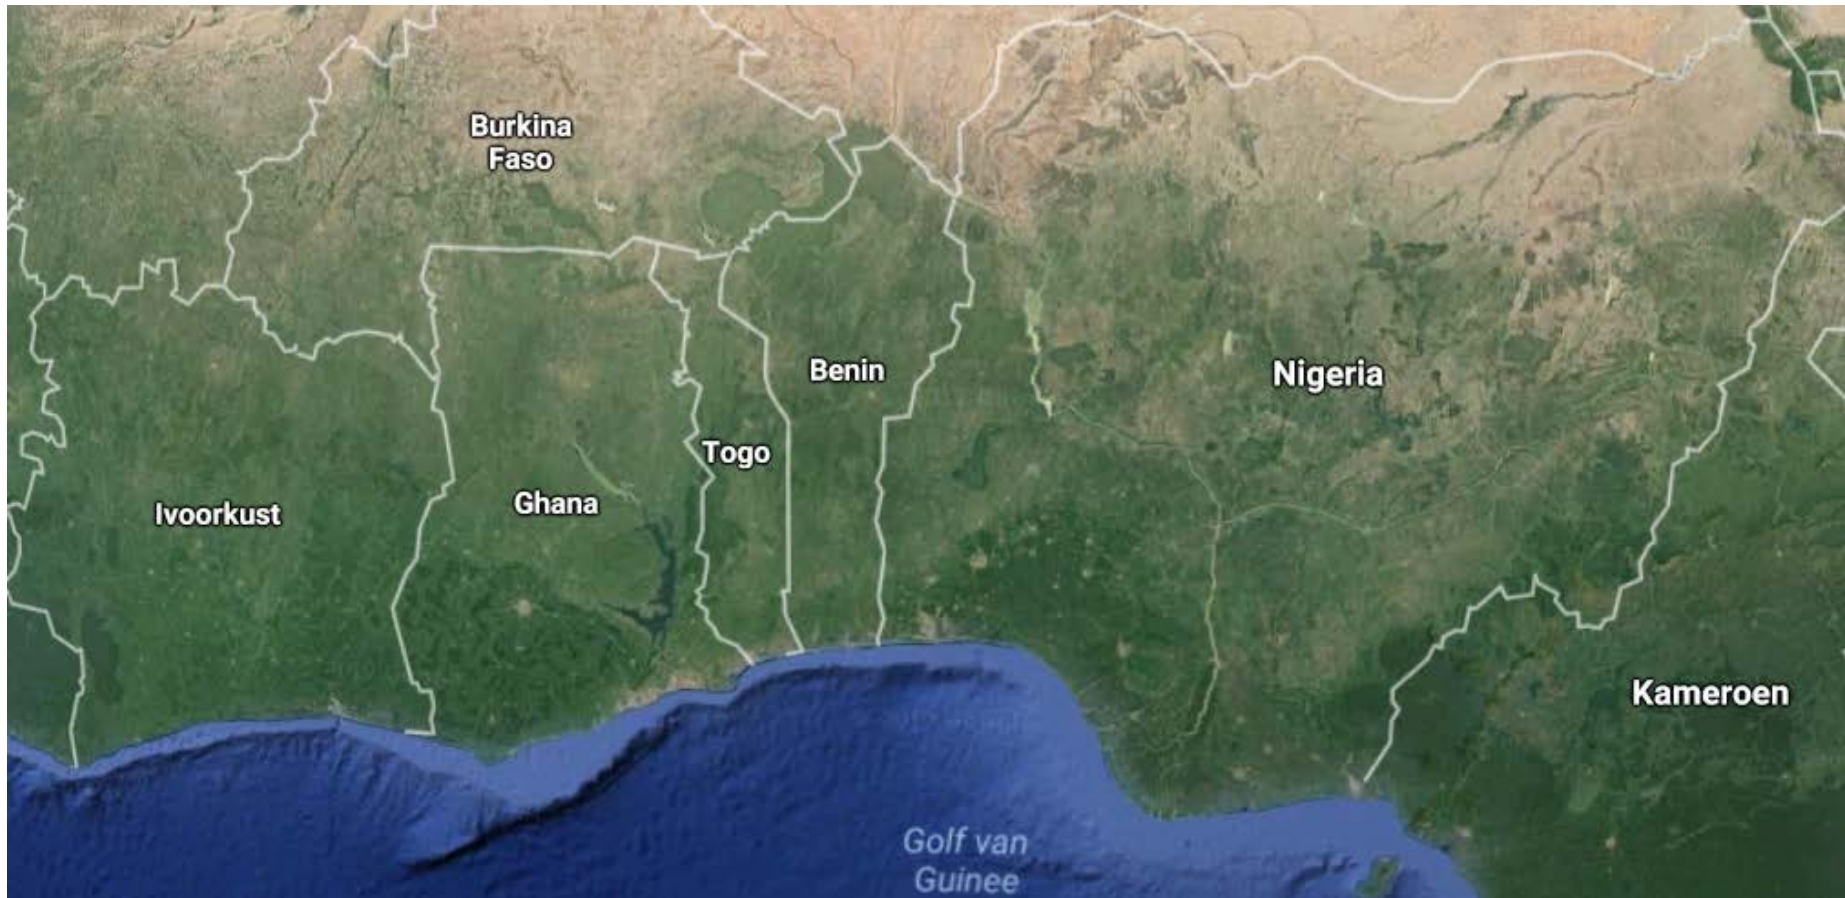 Burkina
Faso
Benin
Nigeria
Togo
Ghana
Ivoorkust
Kameroen
Golf van
Guinee